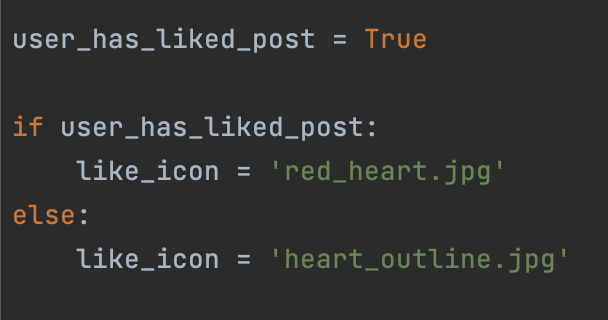 user_has_liked_post = True
if user_has_liked_post:
    like_icon = 'red_heart.jpg'
else:
    like_icon = 'heart_outline.jpg'